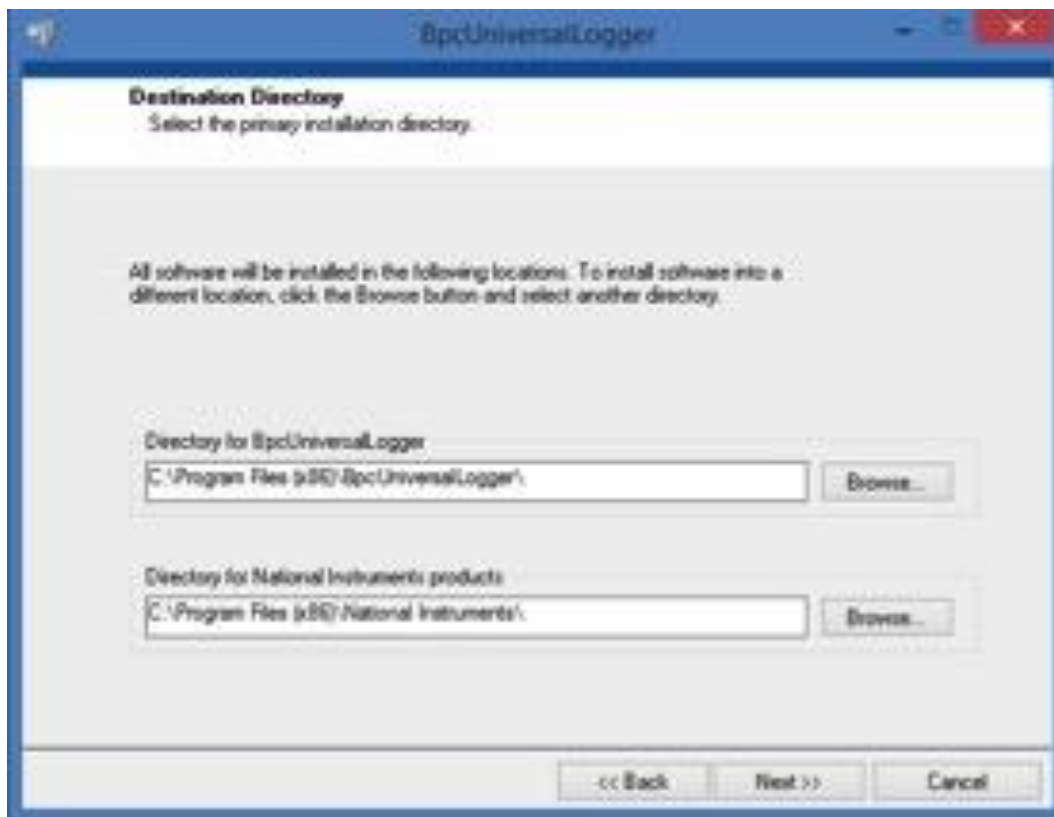 BpcUniversalLogger
Destination Directory
Select the primary installation directory.
All software will be installed in the following locations. To install software into a
different location, click the Browse button and select another directory.
Directory for BpcUniversalLogger
C:\Program Files (x86)\BpcUniversalLogger\
Browse...
Directory for National Instruments products
C:\Program Files (x86)\National Instruments\
Browse...
<< Back
Next >>
Cancel